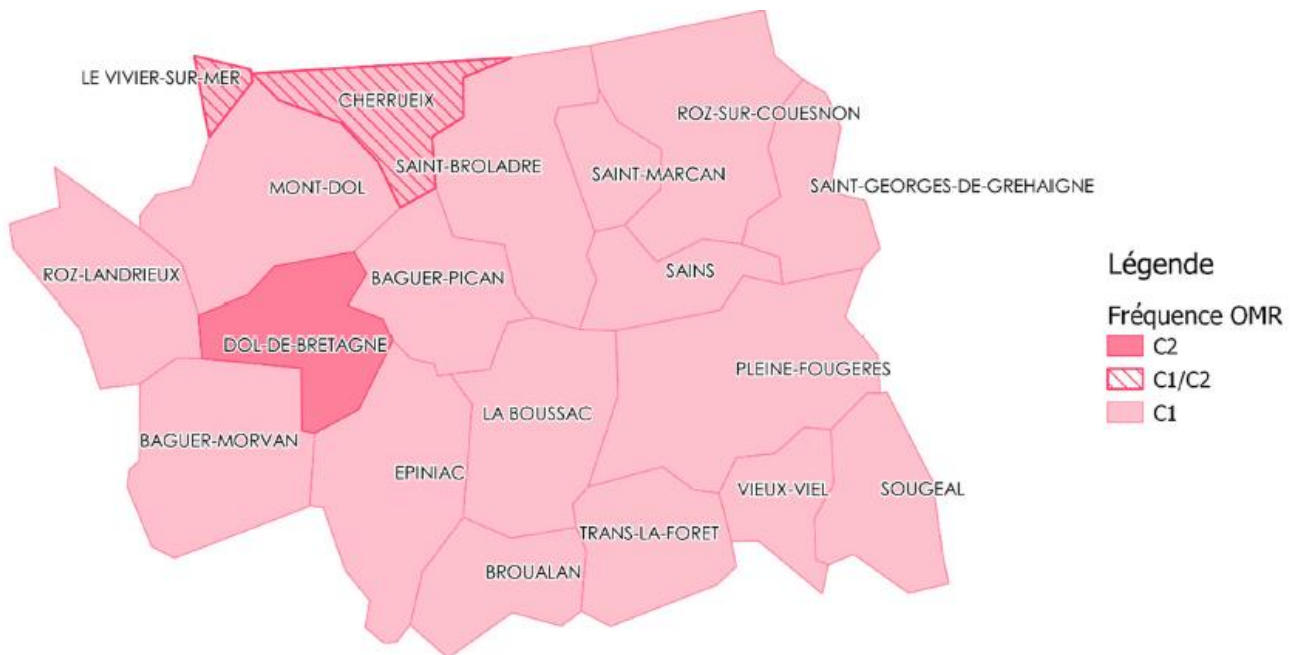 LE VIVIER-SUR-MER
CHERRUEIX
ROZ-SUR-COUESNON
SAINT-BROLADRE
SAINT-MARCAN
MONT-DOL
SAINT-GEORGES-DE-GREHAIGNE
ROZ-LANDRIEUX
BAGUER-PICAN
SAINS
DOL-DE-BRETAGNE
PLEINE-FOUGERES
LA BOUSSAC
BAGUER-MORVAN
EPINIAC
VIEUX-VIEL
SOUGEAL
TRANS-LA-FORET
BROUALAN
Légende
Fréquence OMR
C2
C1/C2
C1